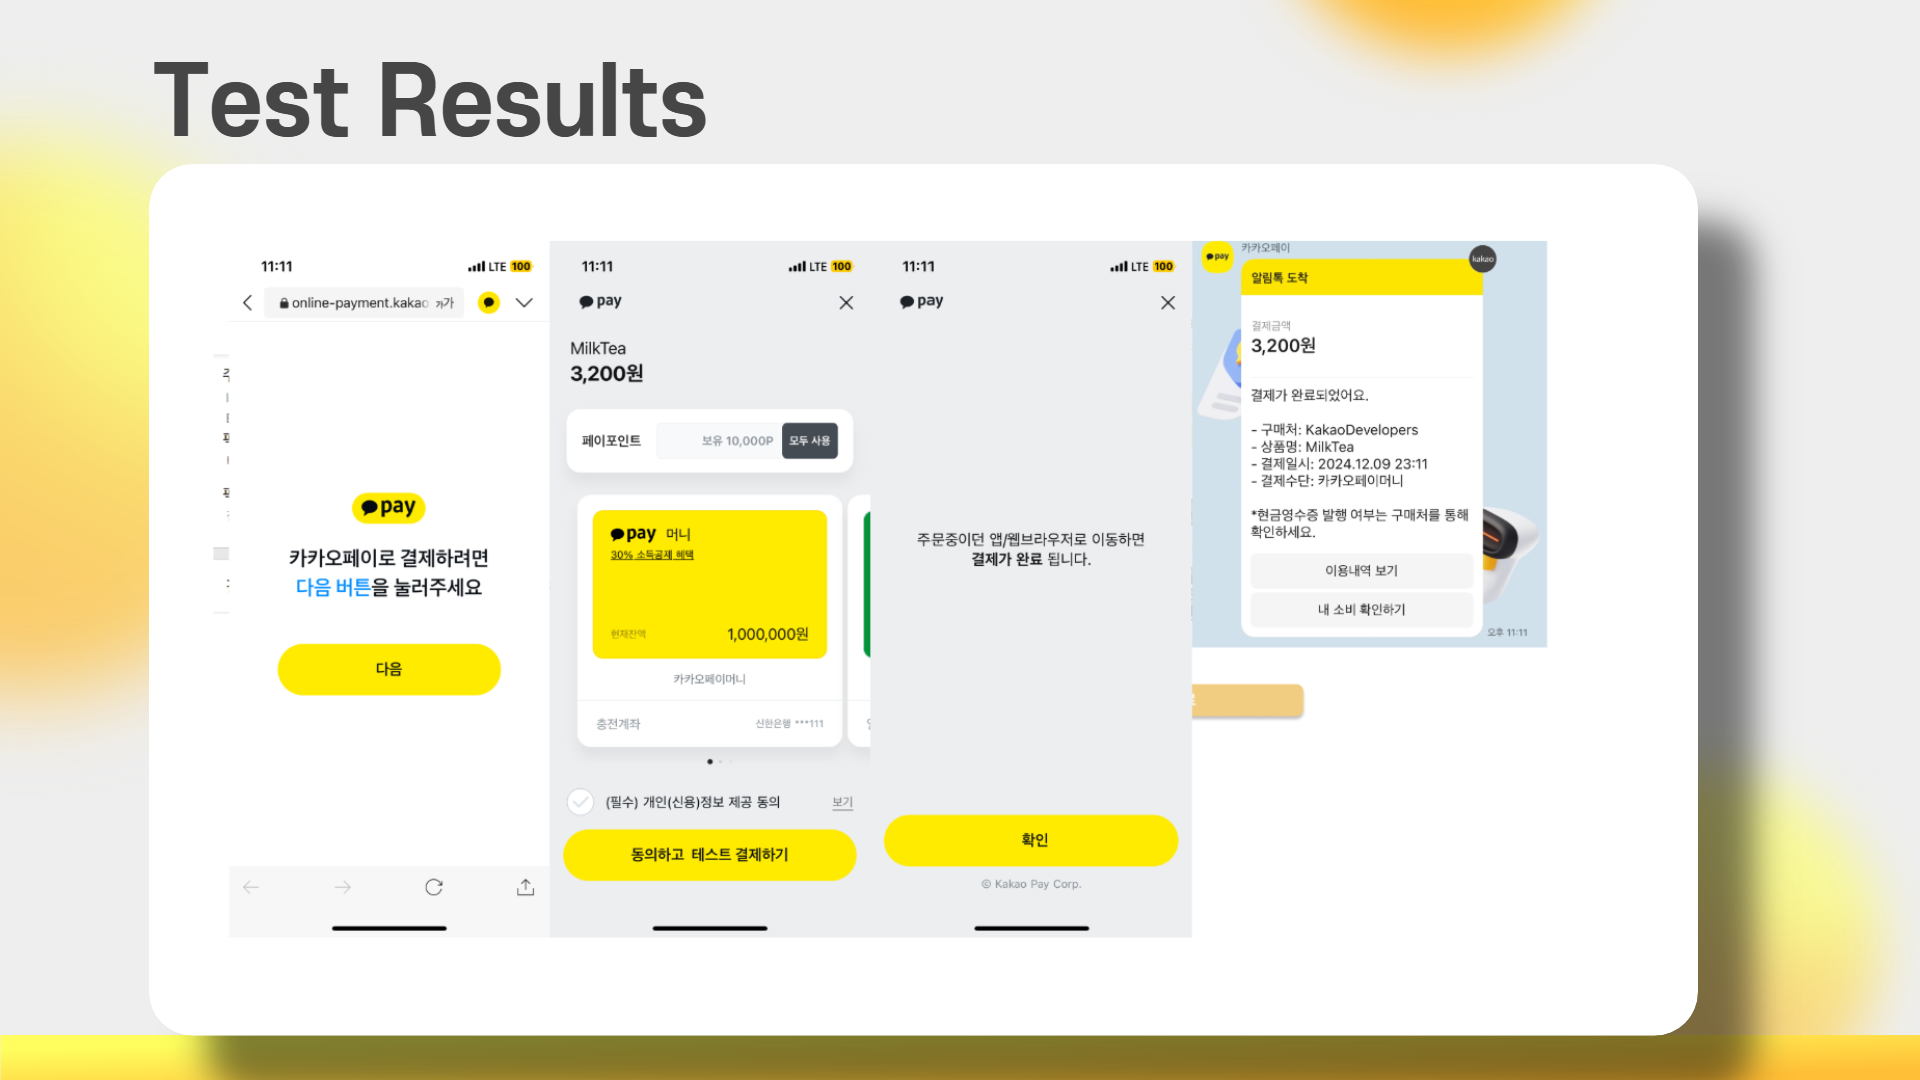 Test Results
11:11
LTE 100
online-payment.kakao
가가
pay
카카오페이로 결제하려면
다음 버튼을 눌러주세요
다음
11:11
LTE 100
pay
MilkTea
3,200원
페이포인트
보유 10,000P
모두 사용
pay 머니
30% 소득공제 혜택
현재잔액
1,000,000원
카카오페이머니
충전계좌
신한은행 ***111
(필수) 개인(신용)정보 제공 동의
보기
동의하고 테스트 결제하기
11:11
LTE 100
pay
주문중이던 앱/웹브라우저로 이동하면
결제가 완료 됩니다.
확인
© Kakao Pay Corp.
pay
카카오페이
kakao
알림톡 도착
결제금액
3,200원
결제가 완료되었어요.
- 구매처: KakaoDevelopers
- 상품명: MilkTea
- 결제일시: 2024.12.09 23:11
- 결제수단: 카카오페이머니
*현금영수증 발행 여부는 구매처를 통해
확인하세요.
이용내역 보기
내 소비 확인하기
오후 11:11